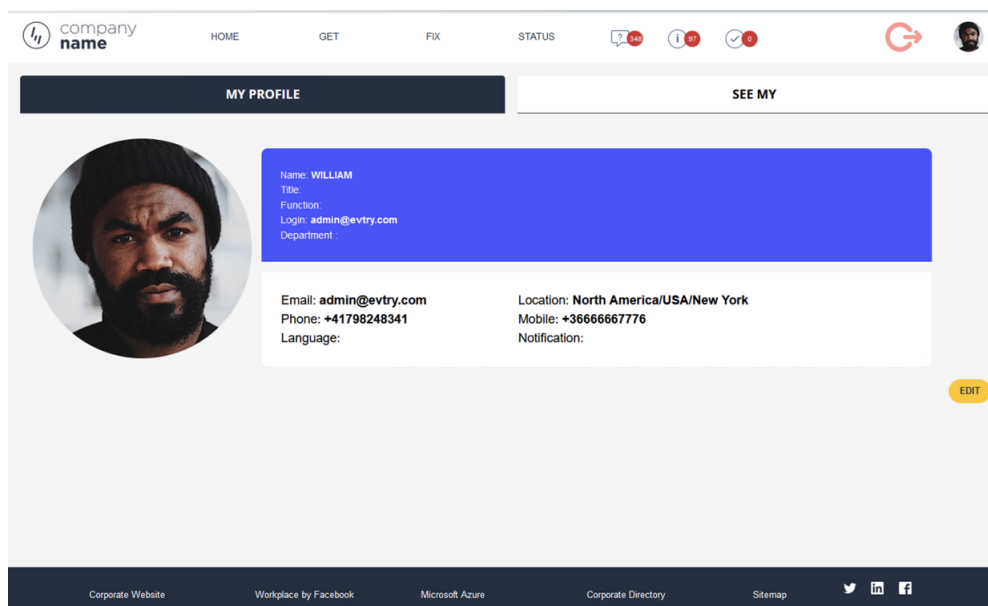 company
name
HOME GET FIX STATUS ? 348 i 97 0
MY PROFILE SEE MY
Name: WILLIAM
Title:
Function:
Login: admin@evtry.com
Department :
Email: admin@evtry.com Location: North America/USA/New York
Phone: +41798248341 Mobile: +36666667776
Language: Notification:
EDIT
Corporate Website Workplace by Facebook Microsoft Azure Corporate Directory Sitemap